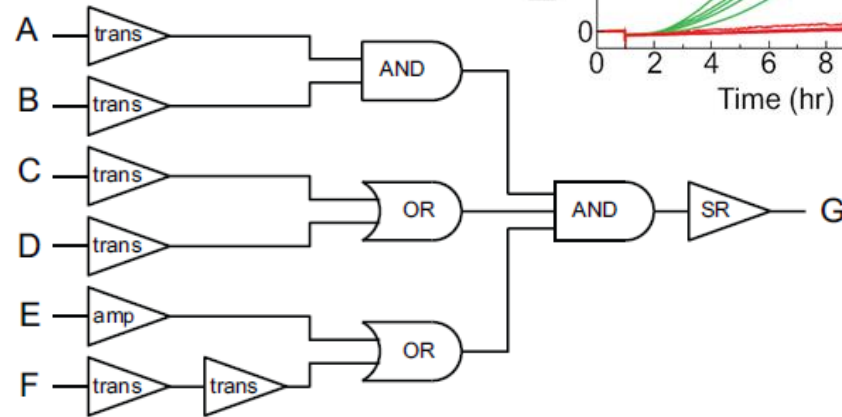 A trans
AND
B trans
0
0 2 4 6 8
Time (hr)
C trans
OR
AND SR G
D trans
E amp
OR
F trans trans